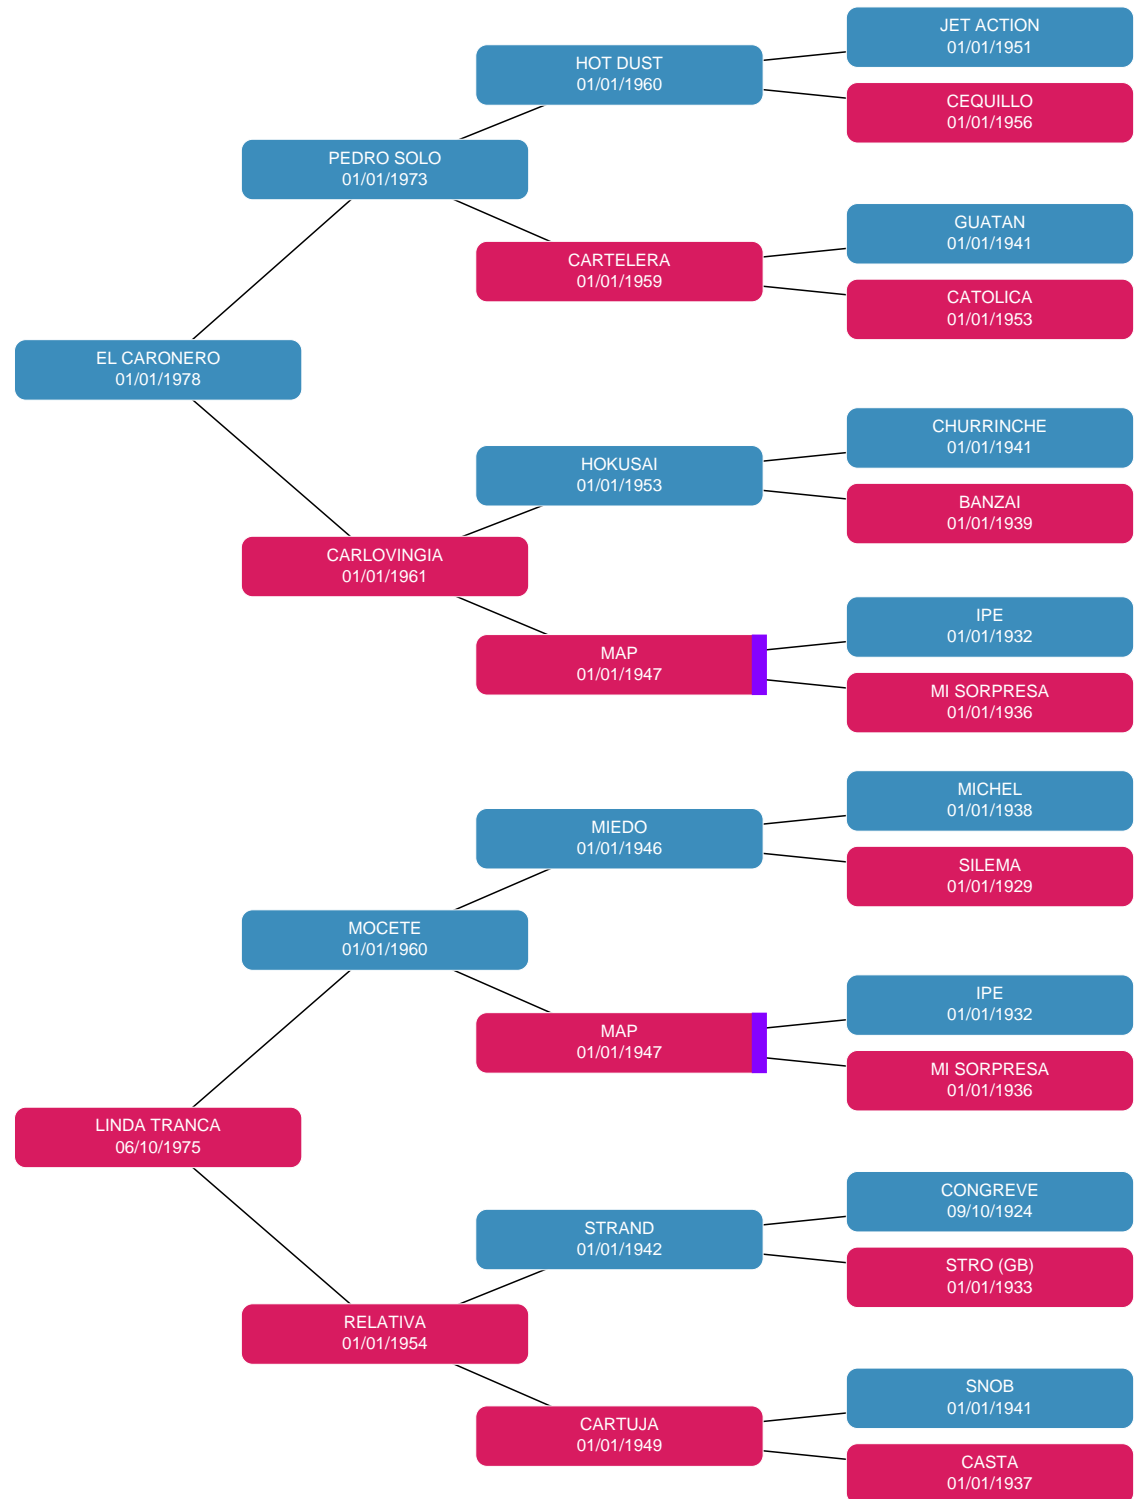 JET ACTION
01/01/1951
HOT DUST
01/01/1960
CEQUILLO
01/01/1956
PEDRO SOLO
01/01/1973
GUATAN
01/01/1941
CARTELERA
01/01/1959
CATOLICA
01/01/1953
EL CARONERO
01/01/1978
CHURRINCHE
01/01/1941
HOKUSAI
01/01/1953
BANZAI
01/01/1939
CARLOVINGIA
01/01/1961
IPE
01/01/1932
MAP
01/01/1947
MI SORPRESA
01/01/1936
MICHEL
01/01/1938
MIEDO
01/01/1946
SILEMA
01/01/1929
MOCETE
01/01/1960
IPE
01/01/1932
MAP
01/01/1947
MI SORPRESA
01/01/1936
LINDA TRANCA
06/10/1975
CONGREVE
09/10/1924
STRAND
01/01/1942
STRO (GB)
01/01/1933
RELATIVA
01/01/1954
SNOB
01/01/1941
CARTUJA
01/01/1949
CASTA
01/01/1937